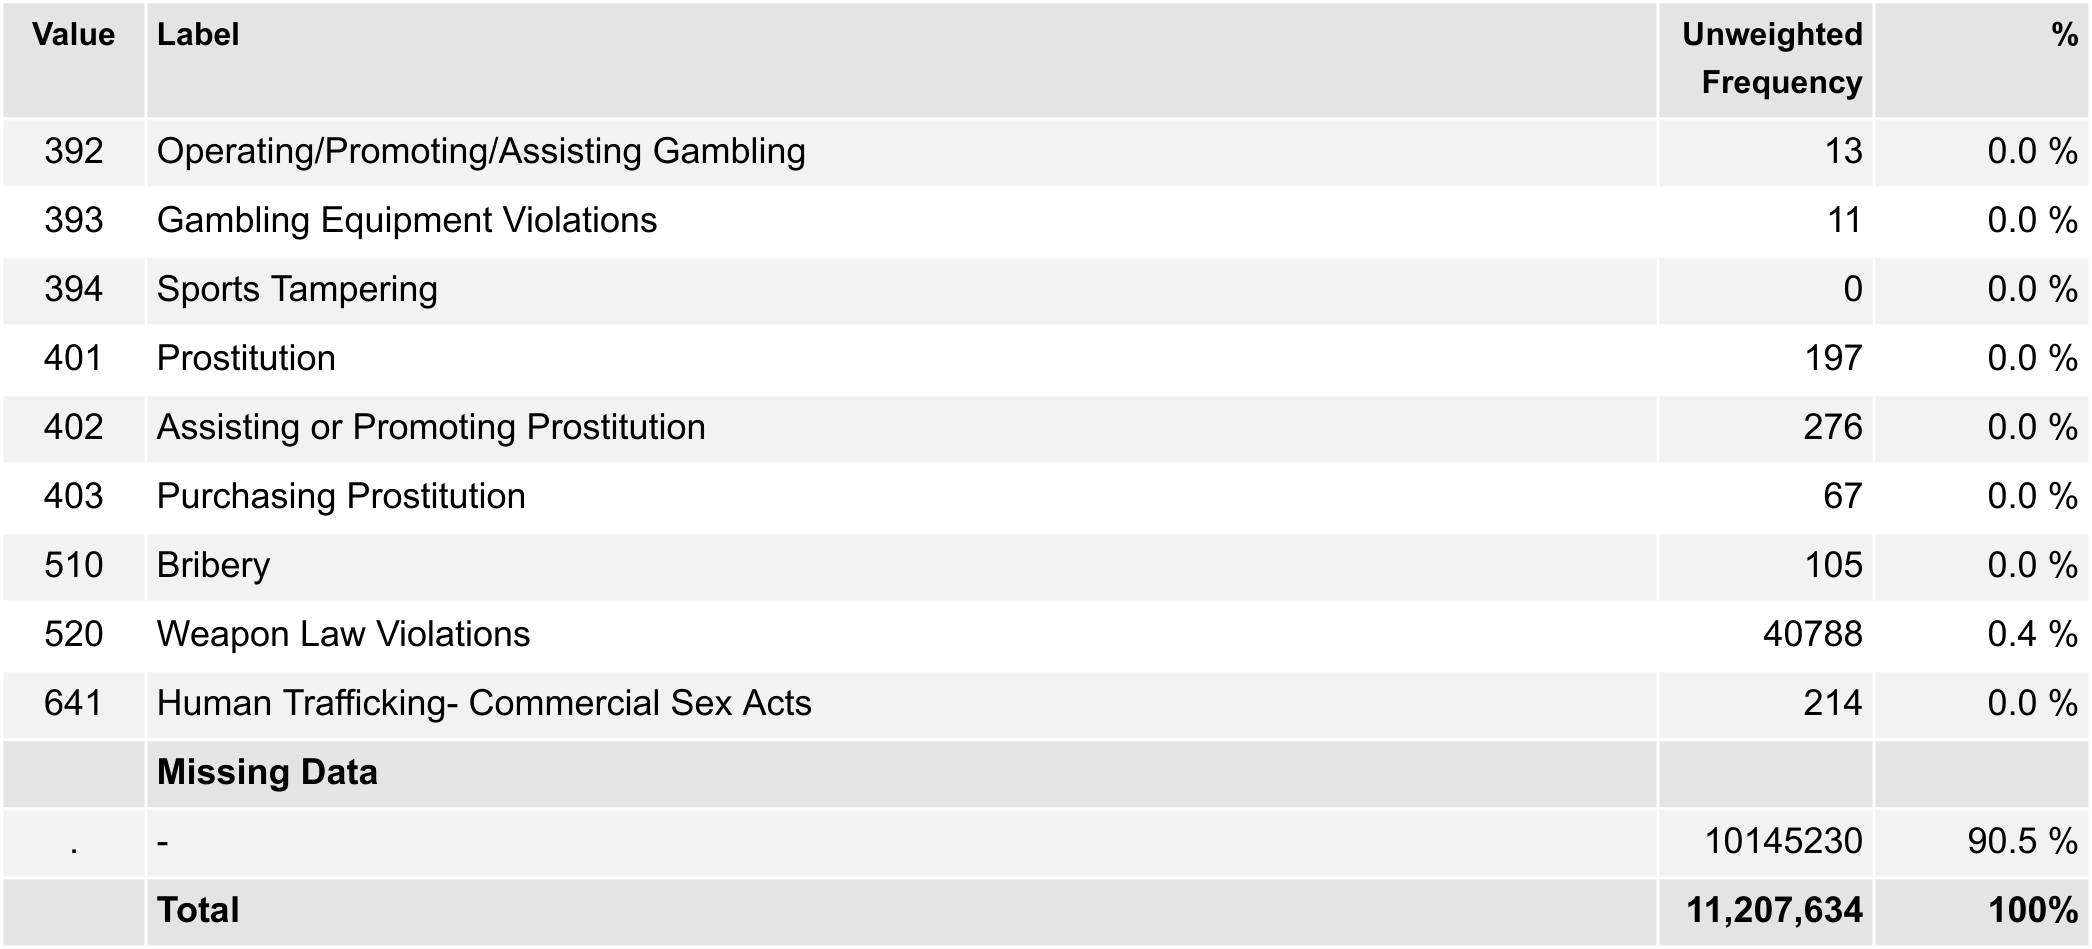 Value Label Unweighted Frequency %
392 Operating/Promoting/Assisting Gambling 13 0.0 %
393 Gambling Equipment Violations 11 0.0 %
394 Sports Tampering 0 0.0 %
401 Prostitution 197 0.0 %
402 Assisting or Promoting Prostitution 276 0.0 %
403 Purchasing Prostitution 67 0.0 %
510 Bribery 105 0.0 %
520 Weapon Law Violations 40788 0.4 %
641 Human Trafficking- Commercial Sex Acts 214 0.0 %
Missing Data
. - 10145230 90.5 %
Total 11,207,634 100%